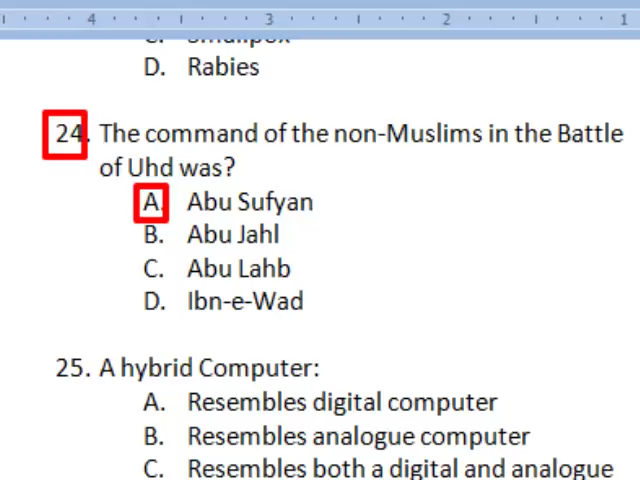 4 3 2 1
D. Rabies
24. The command of the non-Muslims in the Battle
of Uhd was?
A. Abu Sufyan
B. Abu Jahl
C. Abu Lahb
D. Ibn-e-Wad
25. A hybrid Computer:
A. Resembles digital computer
B. Resembles analogue computer
C. Resembles both a digital and analogue